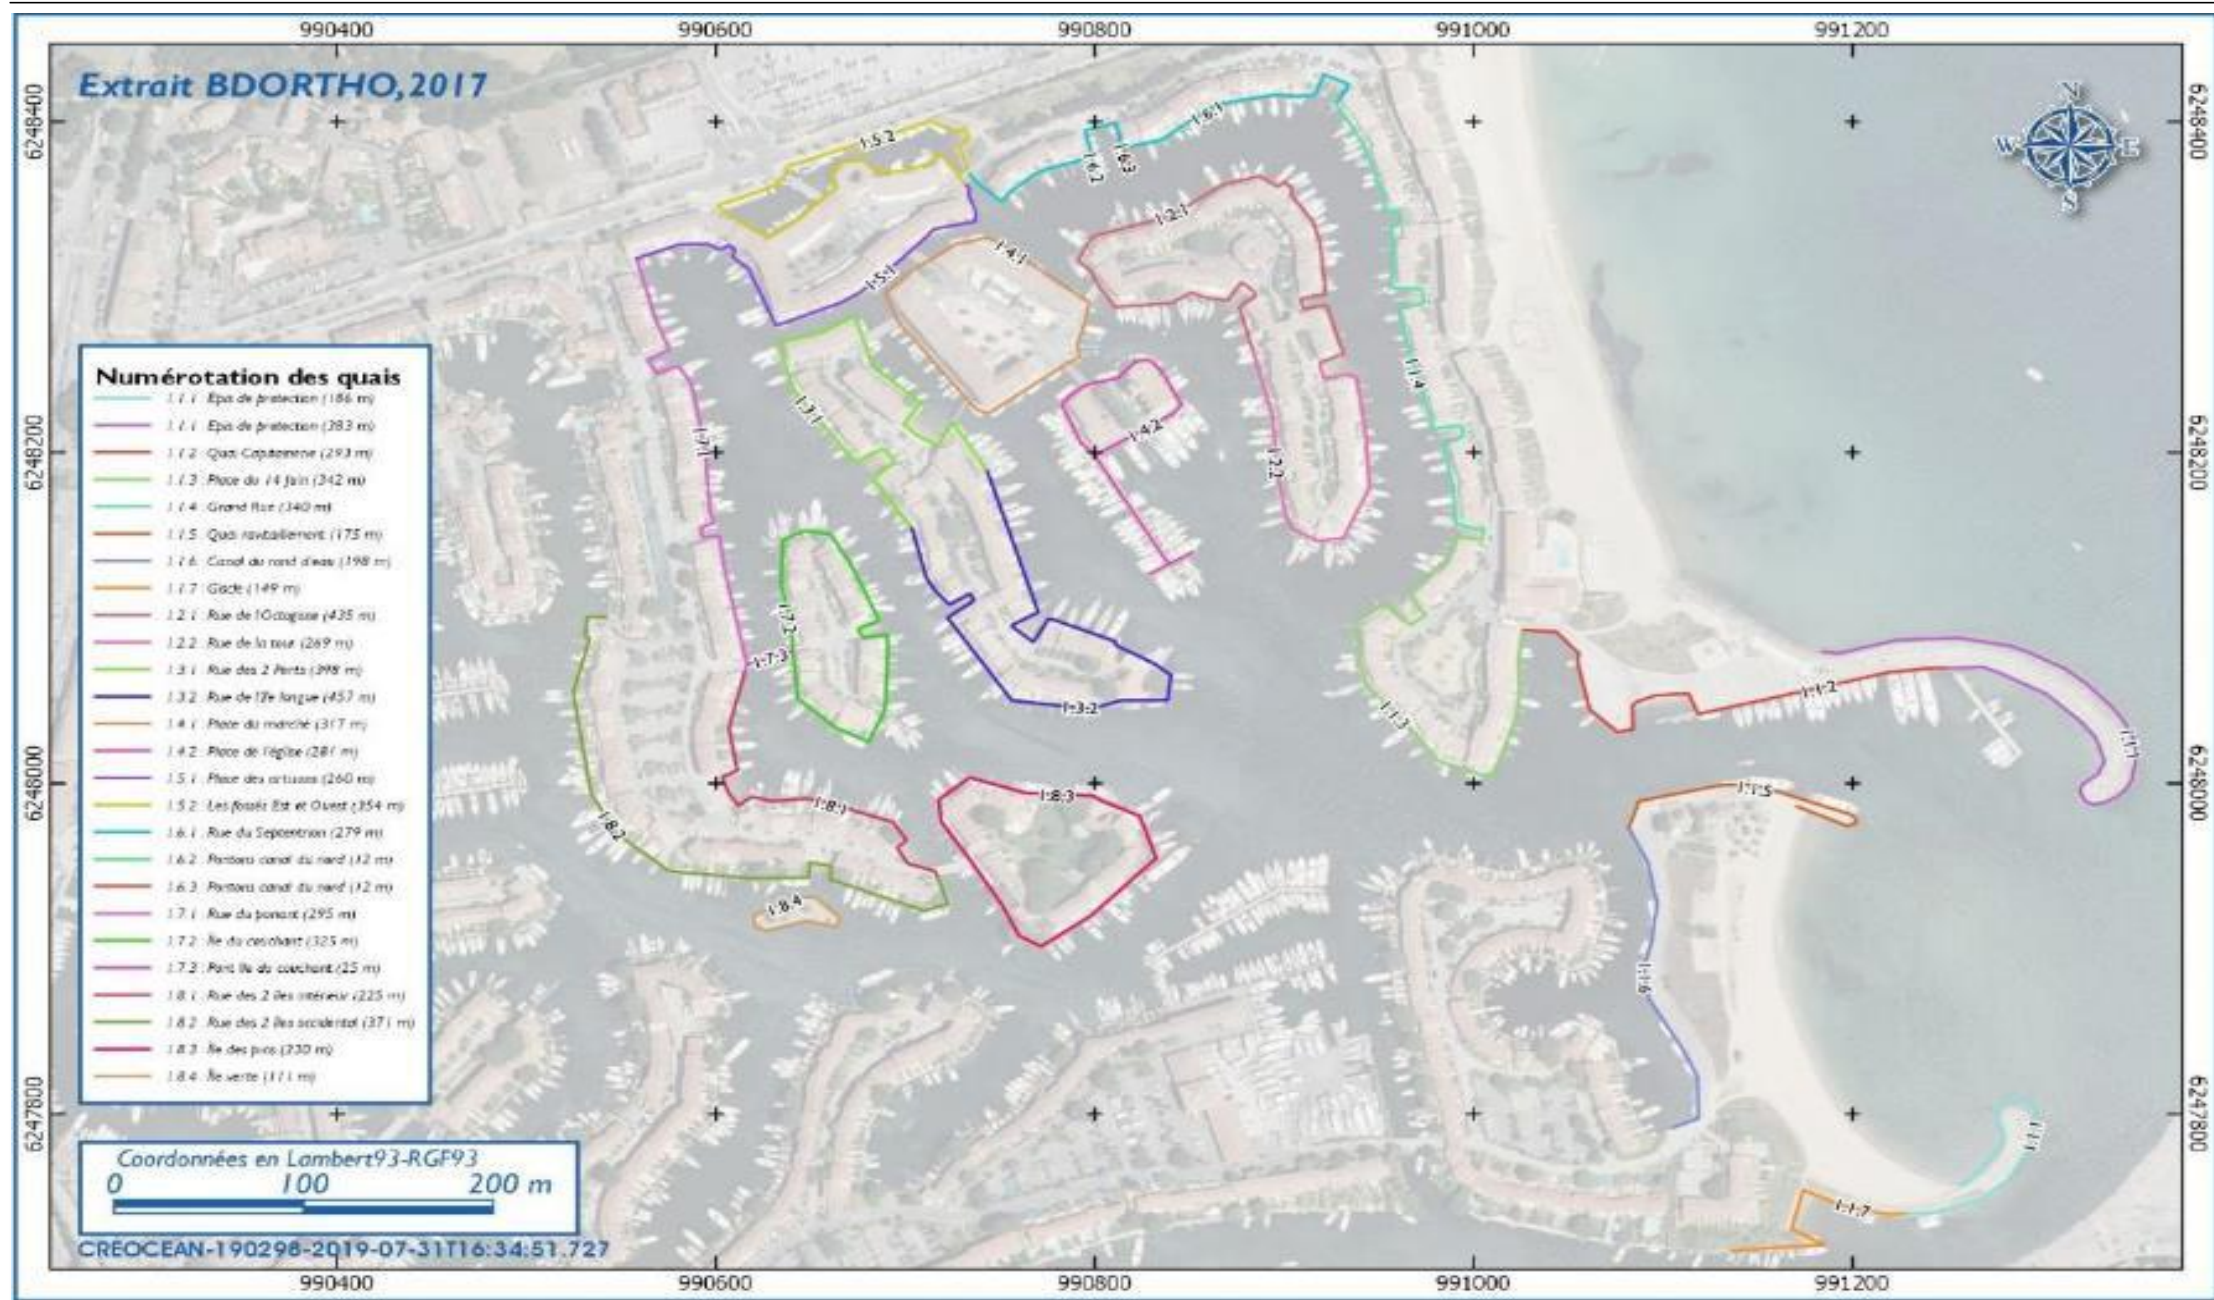 990400 990600 990800 991000 991200
Extrait BDORTHO, 2017
N
W E
S
6248400
6248200
6248000
6247800
6248400
6248200
6248000
6247800
1.5.2
1.6.1
1.6.2
1.6.3
1.2.1
1.4.1
1.5.1
1.1.4
1.3.1
1.4.2
1.7.1
1.2.2
1.7.2
1.7.3
1.3.2
1.1.3
1.1.2
1.1.1
1.8.3
1.8.1
1.1.5
1.8.2
1.8.4
1.1.6
1.1.1
1.1.7
Numérotation des quais
1.1.1 Epis de protection (186 m)
1.1.1 Epis de protection (383 m)
1.1.2 Quai Capitainerie (293 m)
1.1.3 Place du 14 Juin (342 m)
1.1.4 Grand Rue (340 m)
1.1.5 Quai ravitaillement (175 m)
1.1.6 Canal du rond d'eau (198 m)
1.1.7 Giscle (149 m)
1.2.1 Rue de l'Octogone (435 m)
1.2.2 Rue de la tour (269 m)
1.3.1 Rue des 2 Ports (398 m)
1.3.2 Rue de l'île longue (457 m)
1.4.1 Place du marché (317 m)
1.4.2 Place de l'église (281 m)
1.5.1 Place des artisans (260 m)
1.5.2 Les fossés Est et Ouest (354 m)
1.6.1 Rue du Septentrion (279 m)
1.6.2 Pontons canal du nord (12 m)
1.6.3 Pontons canal du nord (12 m)
1.7.1 Rue du ponant (295 m)
1.7.2 Île du couchant (325 m)
1.7.3 Pont île du couchant (25 m)
1.8.1 Rue des 2 îles intérieur (225 m)
1.8.2 Rue des 2 îles occidental (371 m)
1.8.3 Île des pins (330 m)
1.8.4 Île verte (111 m)
Coordonnées en Lambert93-RGF93
0 100 200 m
CREOCEAN-190298-2019-07-31T16:34:51.727
990400 990600 990800 991000 991200